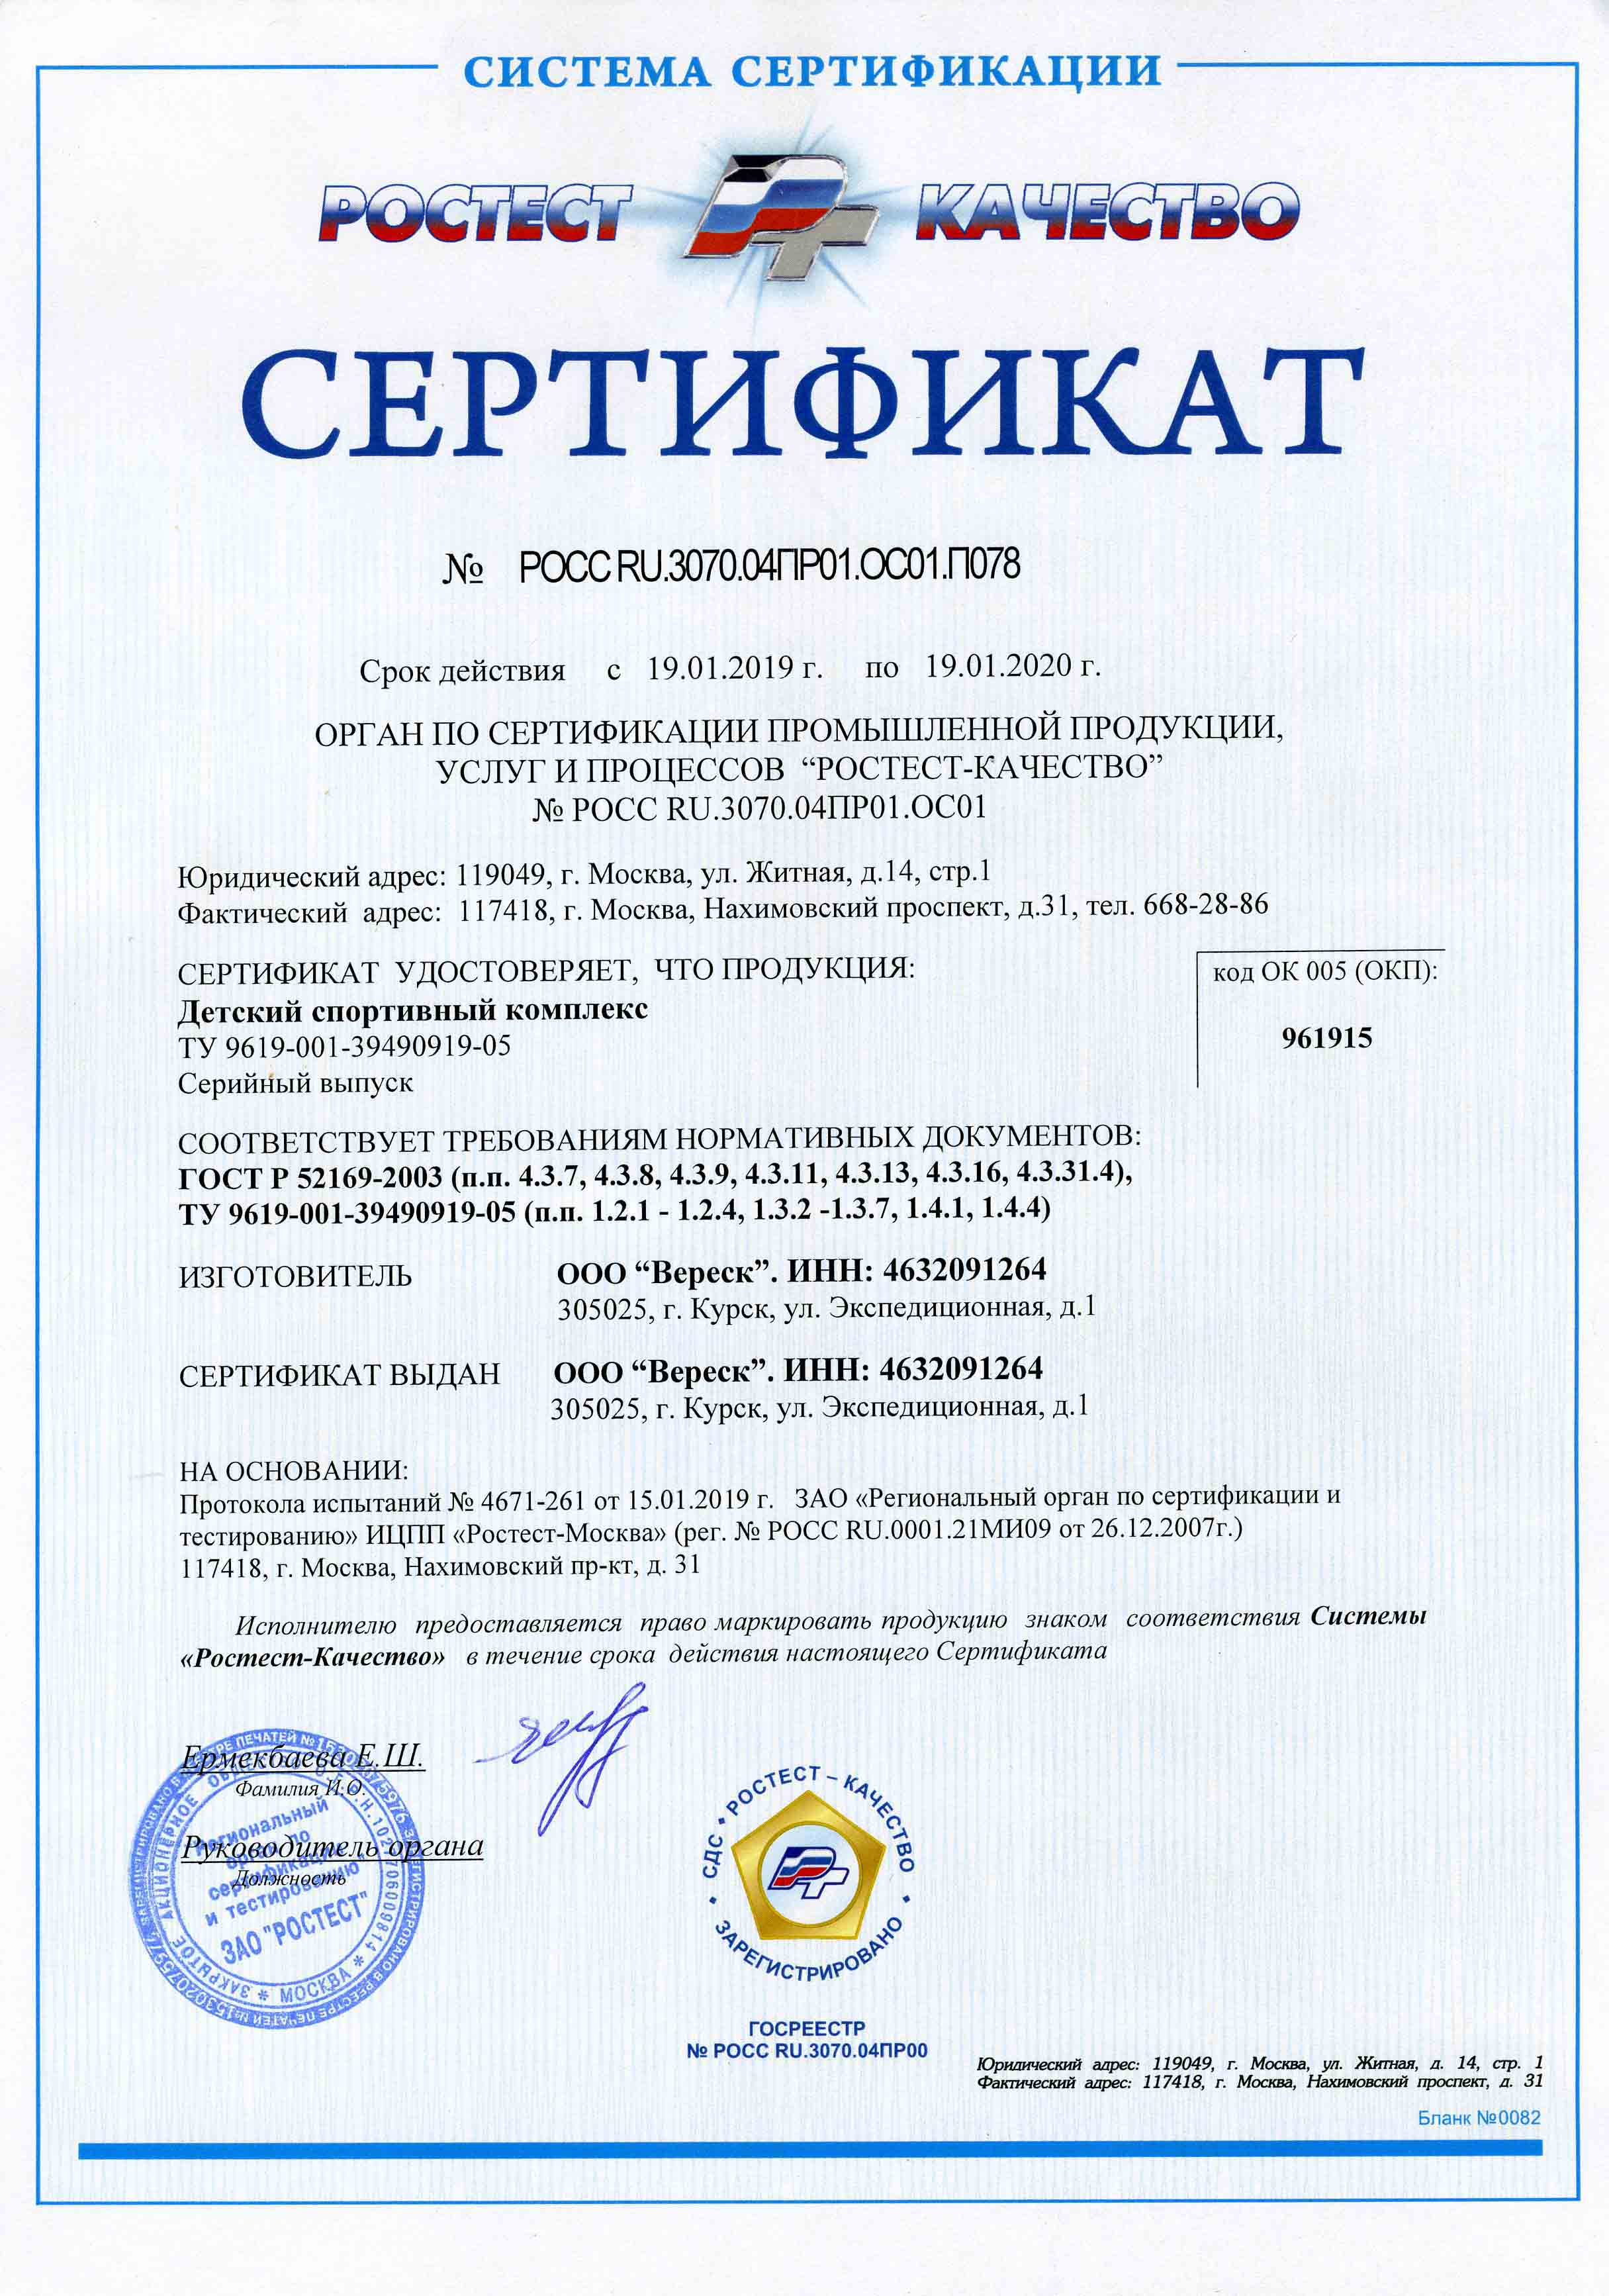 СИСТЕМА СЕРТИФИКАЦИИ
РОСТЕСТ РТ КАЧЕСТВО
СЕРТИФИКАТ
№ РОСС RU.3070.04ПР01.ОС01.П078
Срок действия с 19.01.2019 г. по 19.01.2020 г.
ОРГАН ПО СЕРТИФИКАЦИИ ПРОМЫШЛЕННОЙ ПРОДУКЦИИ,
УСЛУГ И ПРОЦЕССОВ “РОСТЕСТ-КАЧЕСТВО”
№ РОСС RU.3070.04ПР01.ОС01
Юридический адрес: 119049, г. Москва, ул. Житная, д.14, стр.1
Фактический адрес: 117418, г. Москва, Нахимовский проспект, д.31, тел. 668-28-86
СЕРТИФИКАТ УДОСТОВЕРЯЕТ, ЧТО ПРОДУКЦИЯ:
Детский спортивный комплекс
ТУ 9619-001-39490919-05
Серийный выпуск
код ОК 005 (ОКП):
961915
СООТВЕТСТВУЕТ ТРЕБОВАНИЯМ НОРМАТИВНЫХ ДОКУМЕНТОВ:
ГОСТ Р 52169-2003 (п.п. 4.3.7, 4.3.8, 4.3.9, 4.3.11, 4.3.13, 4.3.16, 4.3.31.4),
ТУ 9619-001-39490919-05 (п.п. 1.2.1 - 1.2.4, 1.3.2 -1.3.7, 1.4.1, 1.4.4)
ИЗГОТОВИТЕЛЬ ООО “Вереск”. ИНН: 4632091264
305025, г. Курск, ул. Экспедиционная, д.1
СЕРТИФИКАТ ВЫДАН ООО “Вереск”. ИНН: 4632091264
305025, г. Курск, ул. Экспедиционная, д.1
НА ОСНОВАНИИ:
Протокола испытаний № 4671-261 от 15.01.2019 г. ЗАО «Региональный орган по сертификации и
тестированию» ИЦПП «Ростест-Москва» (рег. № РОСС RU.0001.21МИ09 от 26.12.2007г.)
117418, г. Москва, Нахимовский пр-кт, д. 31
Исполнителю предоставляется право маркировать продукцию знаком соответствия Системы
«Ростест-Качество» в течение срока действия настоящего Сертификата
Ермекбаева Е.Ш.
Фамилия И.О.
Руководитель органа
Должность
ЗАКРЫТОЕ АКЦИОНЕРНОЕ ОБЩЕСТВО
* МОСКВА *
Региональный
орган по
сертификации
и тестированию
ЗАО "РОСТЕСТ"
СДС • РОСТЕСТ – КАЧЕСТВО
• ЗАРЕГИСТРИРОВАНО •
ГОСРЕЕСТР
№ РОСС RU.3070.04ПР00
Юридический адрес: 119049, г. Москва, ул. Житная, д. 14, стр. 1
Фактический адрес: 117418, г. Москва, Нахимовский проспект, д. 31
Бланк №0082